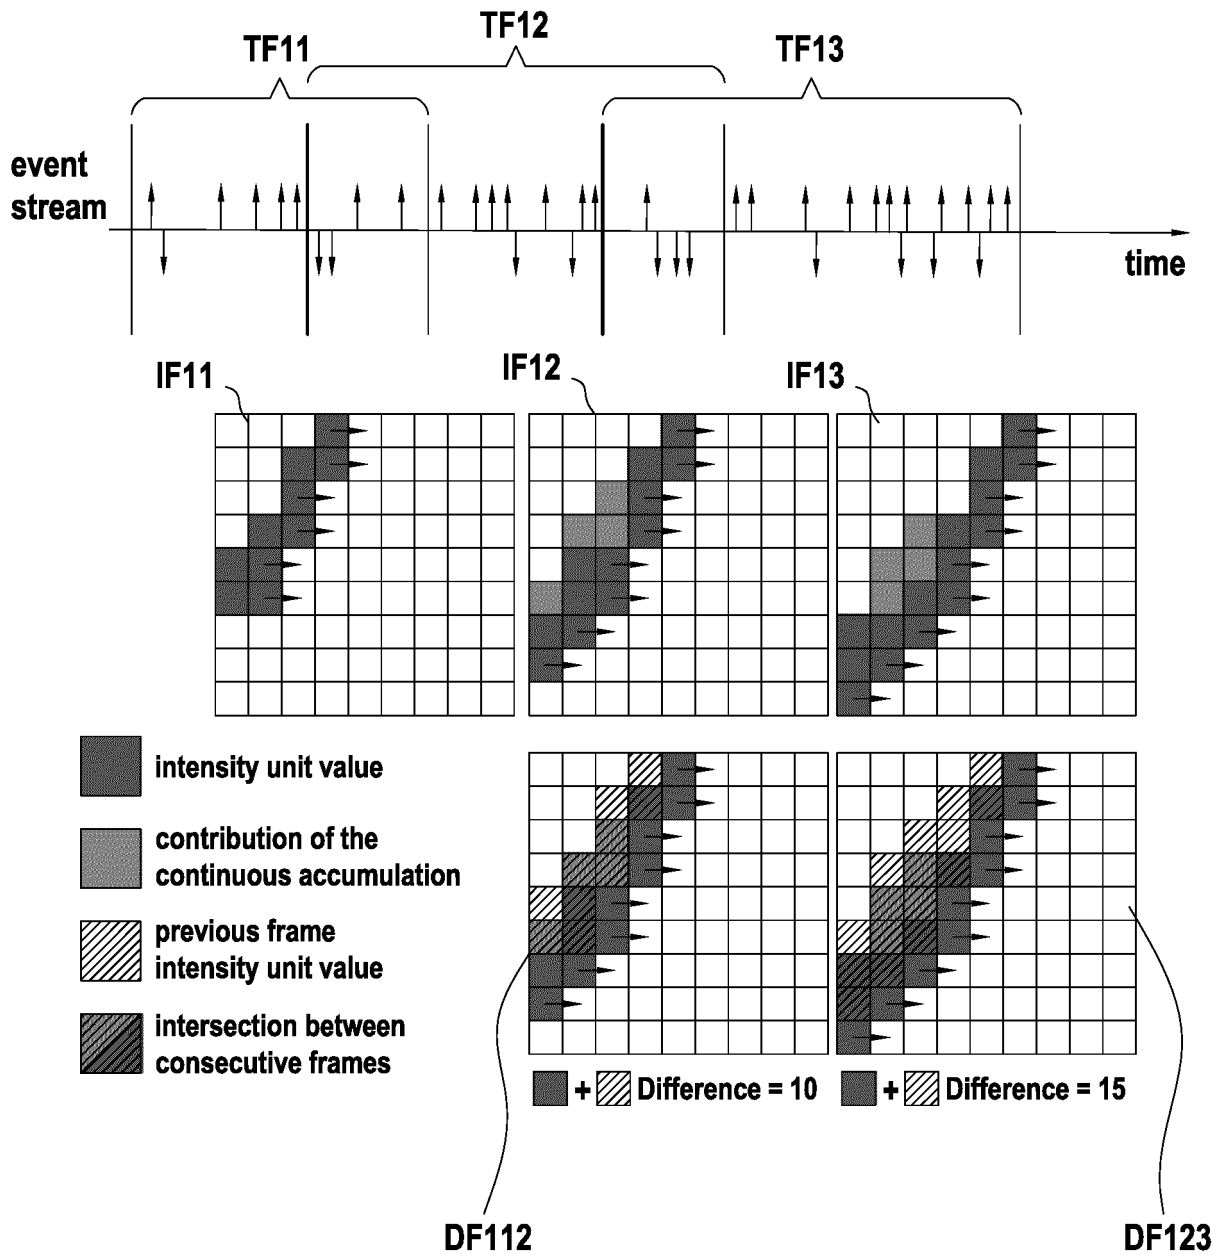 TF11
TF12
TF13
event
stream
time
IF11
IF12
IF13
intensity unit value
contribution of the
continuous accumulation
previous frame
intensity unit value
intersection between
consecutive frames
+ Difference = 10
+ Difference = 15
DF112
DF123